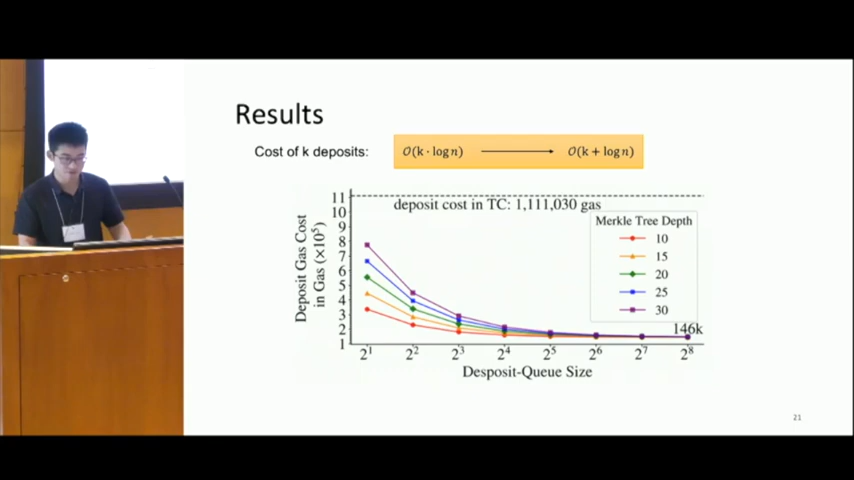 Results
Cost of k deposits:
𝒪(k · log n) → 𝒪(k + log n)
deposit cost in TC: 1,111,030 gas
Deposit Gas Cost
in Gas (×10⁵)
11
10
9
8
7
6
5
4
3
2
1
Merkle Tree Depth
10
15
20
25
30
146k
2¹ 2² 2³ 2⁴ 2⁵ 2⁶ 2⁷ 2⁸
Desposit-Queue Size
21